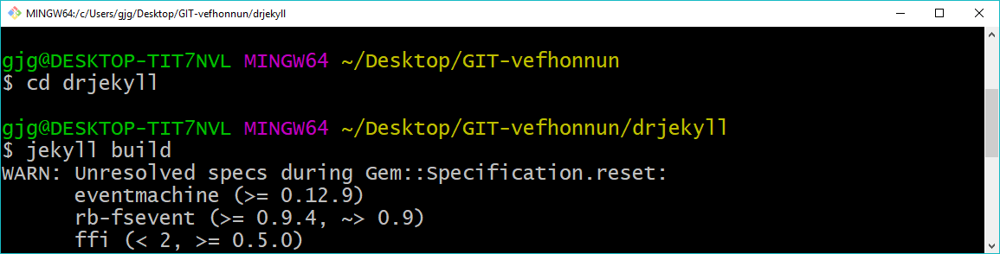 MINGW64:/c/Users/gjg/Desktop/GIT-vefhonnun/drjekyll
gjg@DESKTOP-TIT7NVL MINGW64 ~/Desktop/GIT-vefhonnun
$ cd drjekyll
gjg@DESKTOP-TIT7NVL MINGW64 ~/Desktop/GIT-vefhonnun/drjekyll
$ jekyll build
WARN: Unresolved specs during Gem::Specification.reset:
      eventmachine (>= 0.12.9)
      rb-fsevent (>= 0.9.4, ~> 0.9)
      ffi (< 2, >= 0.5.0)